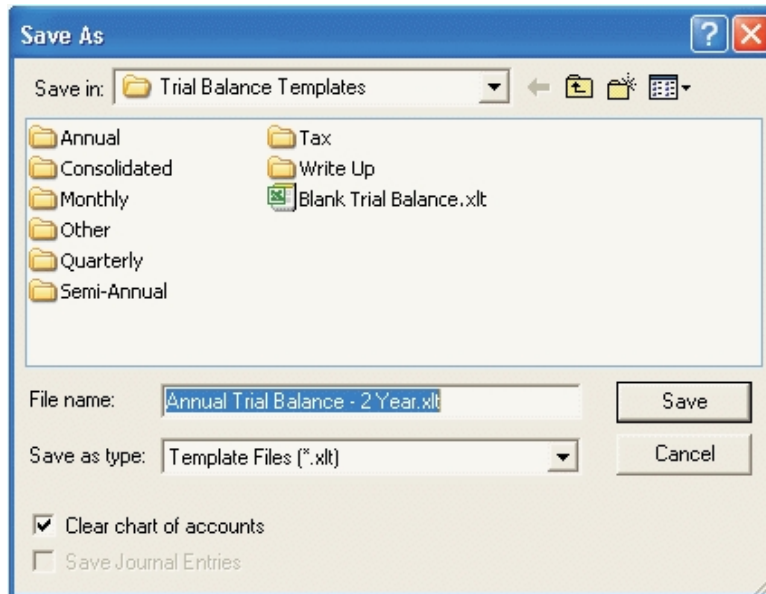 Save As
Save in: Trial Balance Templates
Annual
Consolidated
Monthly
Other
Quarterly
Semi-Annual
Tax
Write Up
Blank Trial Balance.xlt
File name: Annual Trial Balance - 2 Year.xlt
Save
Save as type: Template Files (*.xlt)
Cancel
Clear chart of accounts
Save Journal Entries